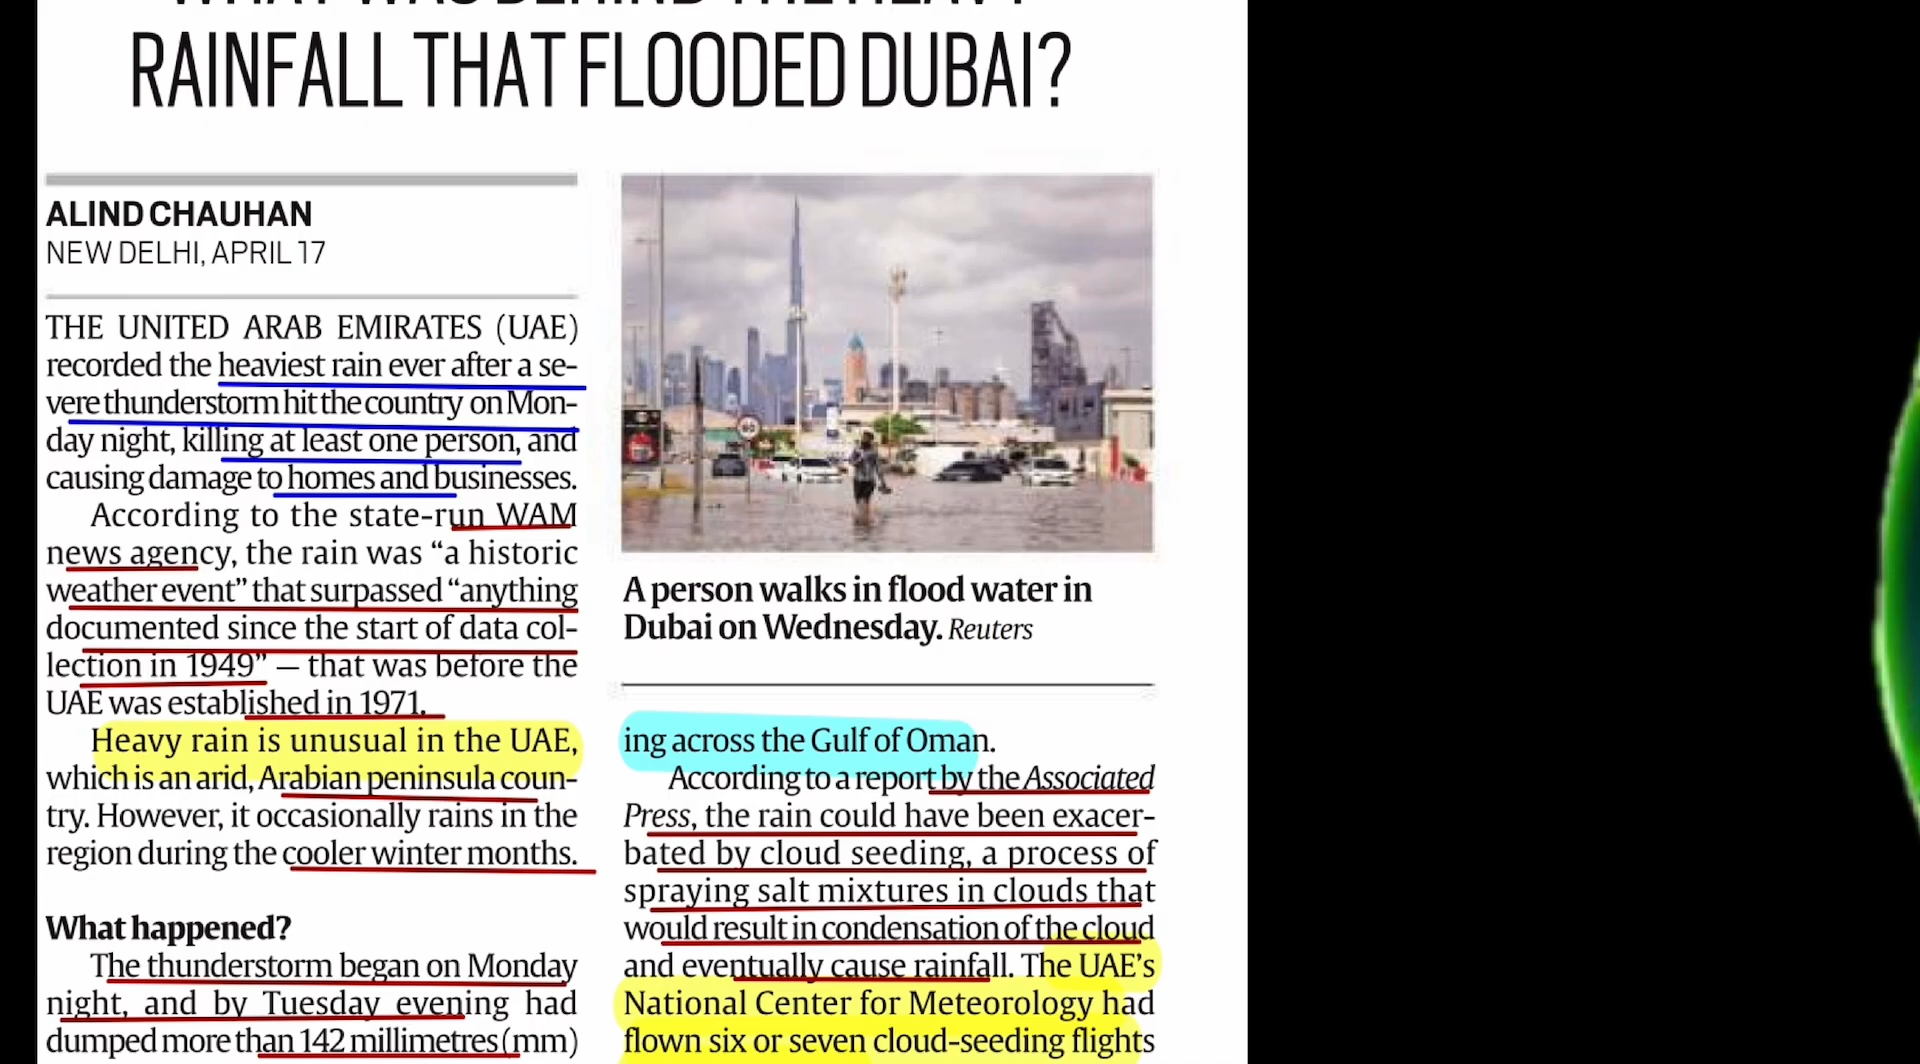 WHAT WAS BEHIND THE HEAVY
RAINFALL THAT FLOODED DUBAI?
ALIND CHAUHAN
NEW DELHI, APRIL 17
THE UNITED ARAB EMIRATES (UAE)
recorded the heaviest rain ever after a se-
vere thunderstorm hit the country on Mon-
day night, killing at least one person, and
causing damage to homes and businesses.
According to the state-run WAM
news agency, the rain was “a historic
weather event” that surpassed “anything
documented since the start of data col-
lection in 1949” — that was before the
UAE was established in 1971.
Heavy rain is unusual in the UAE,
which is an arid, Arabian peninsula coun-
try. However, it occasionally rains in the
region during the cooler winter months.
What happened?
The thunderstorm began on Monday
night, and by Tuesday evening had
dumped more than 142 millimetres (mm)
60
A person walks in flood water in
Dubai on Wednesday. Reuters
ing across the Gulf of Oman.
According to a report by the Associated
Press, the rain could have been exacer-
bated by cloud seeding, a process of
spraying salt mixtures in clouds that
would result in condensation of the cloud
and eventually cause rainfall. The UAE’s
National Center for Meteorology had
flown six or seven cloud-seeding flights